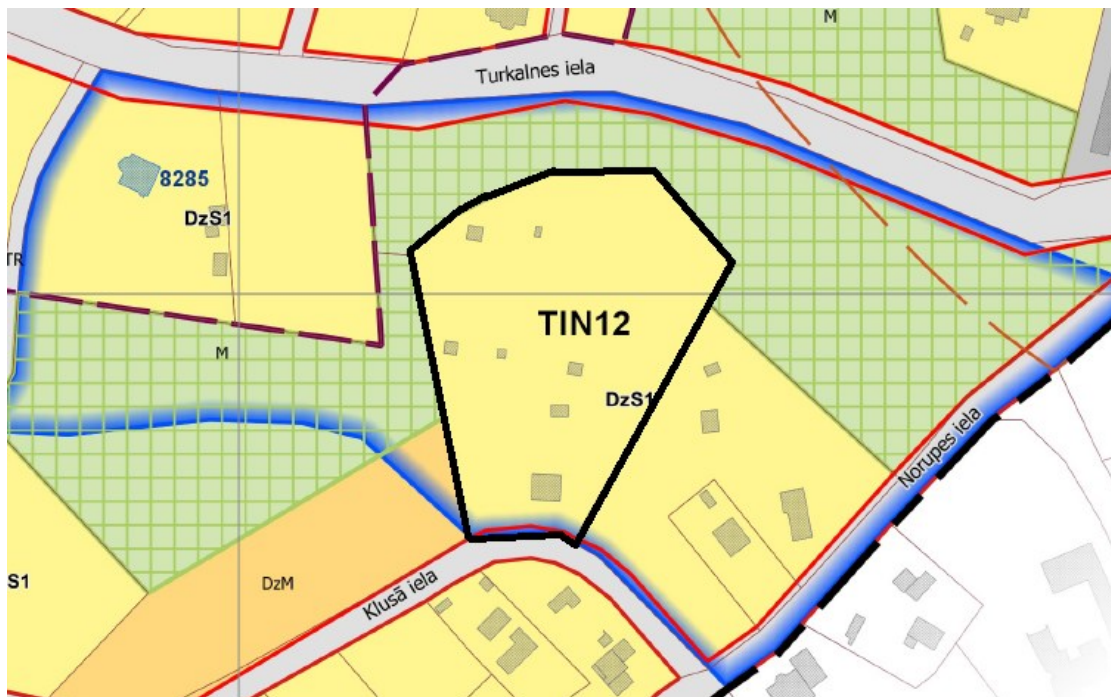 M
Turkalnes iela
8285
DzS1
TR
TIN12
M
DzS1
Norupes iela
S1
DzM
Klusā iela